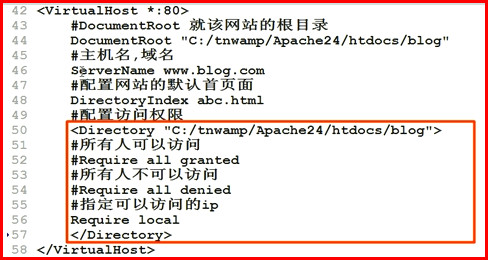 42 <VirtualHost *:80>
43 #DocumentRoot 就该网站的根目录
44 DocumentRoot "C:/tnwamp/Apache24/htdocs/blog"
45 #主机名,域名
46 ServerName www.blog.com
47 #配置网站的默认首页面
48 DirectoryIndex abc.html
49 #配置访问权限
50 <Directory "C:/tnwamp/Apache24/htdocs/blog">
51 #所有人可以访问
52 #Require all granted
53 #所有人不可以访问
54 #Require all denied
55 #指定可以访问的ip
56 Require local
57 </Directory>
58 </VirtualHost>